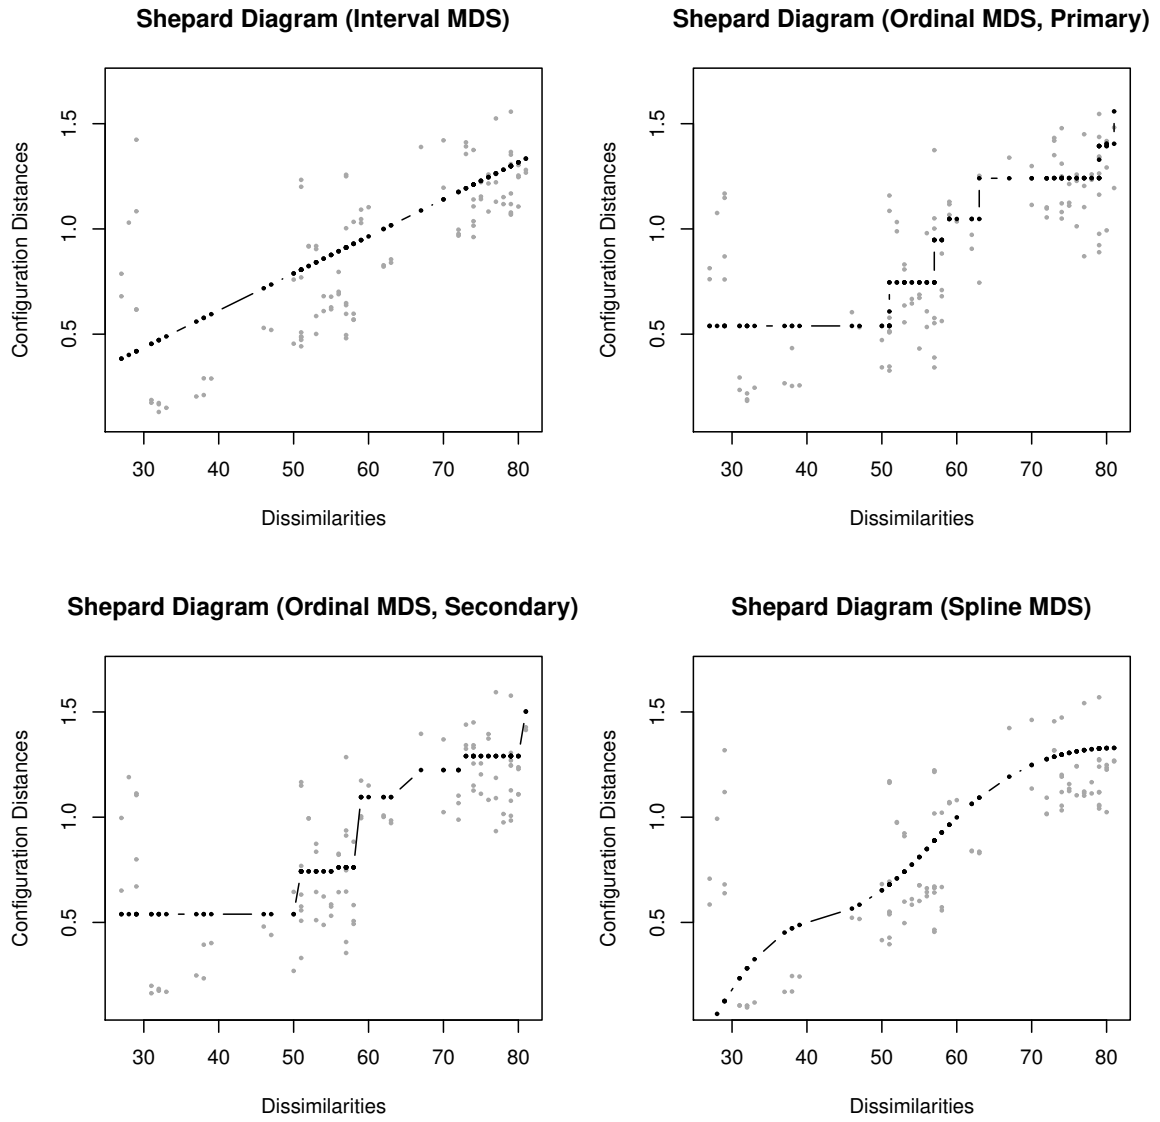 Shepard Diagram (Interval MDS)
Configuration Distances
1.5
1.0
0.5
30 40 50 60 70 80
Dissimilarities
Shepard Diagram (Ordinal MDS, Primary)
Configuration Distances
1.5
1.0
0.5
30 40 50 60 70 80
Dissimilarities
Shepard Diagram (Ordinal MDS, Secondary)
Configuration Distances
1.5
1.0
0.5
30 40 50 60 70 80
Dissimilarities
Shepard Diagram (Spline MDS)
Configuration Distances
1.5
1.0
0.5
30 40 50 60 70 80
Dissimilarities